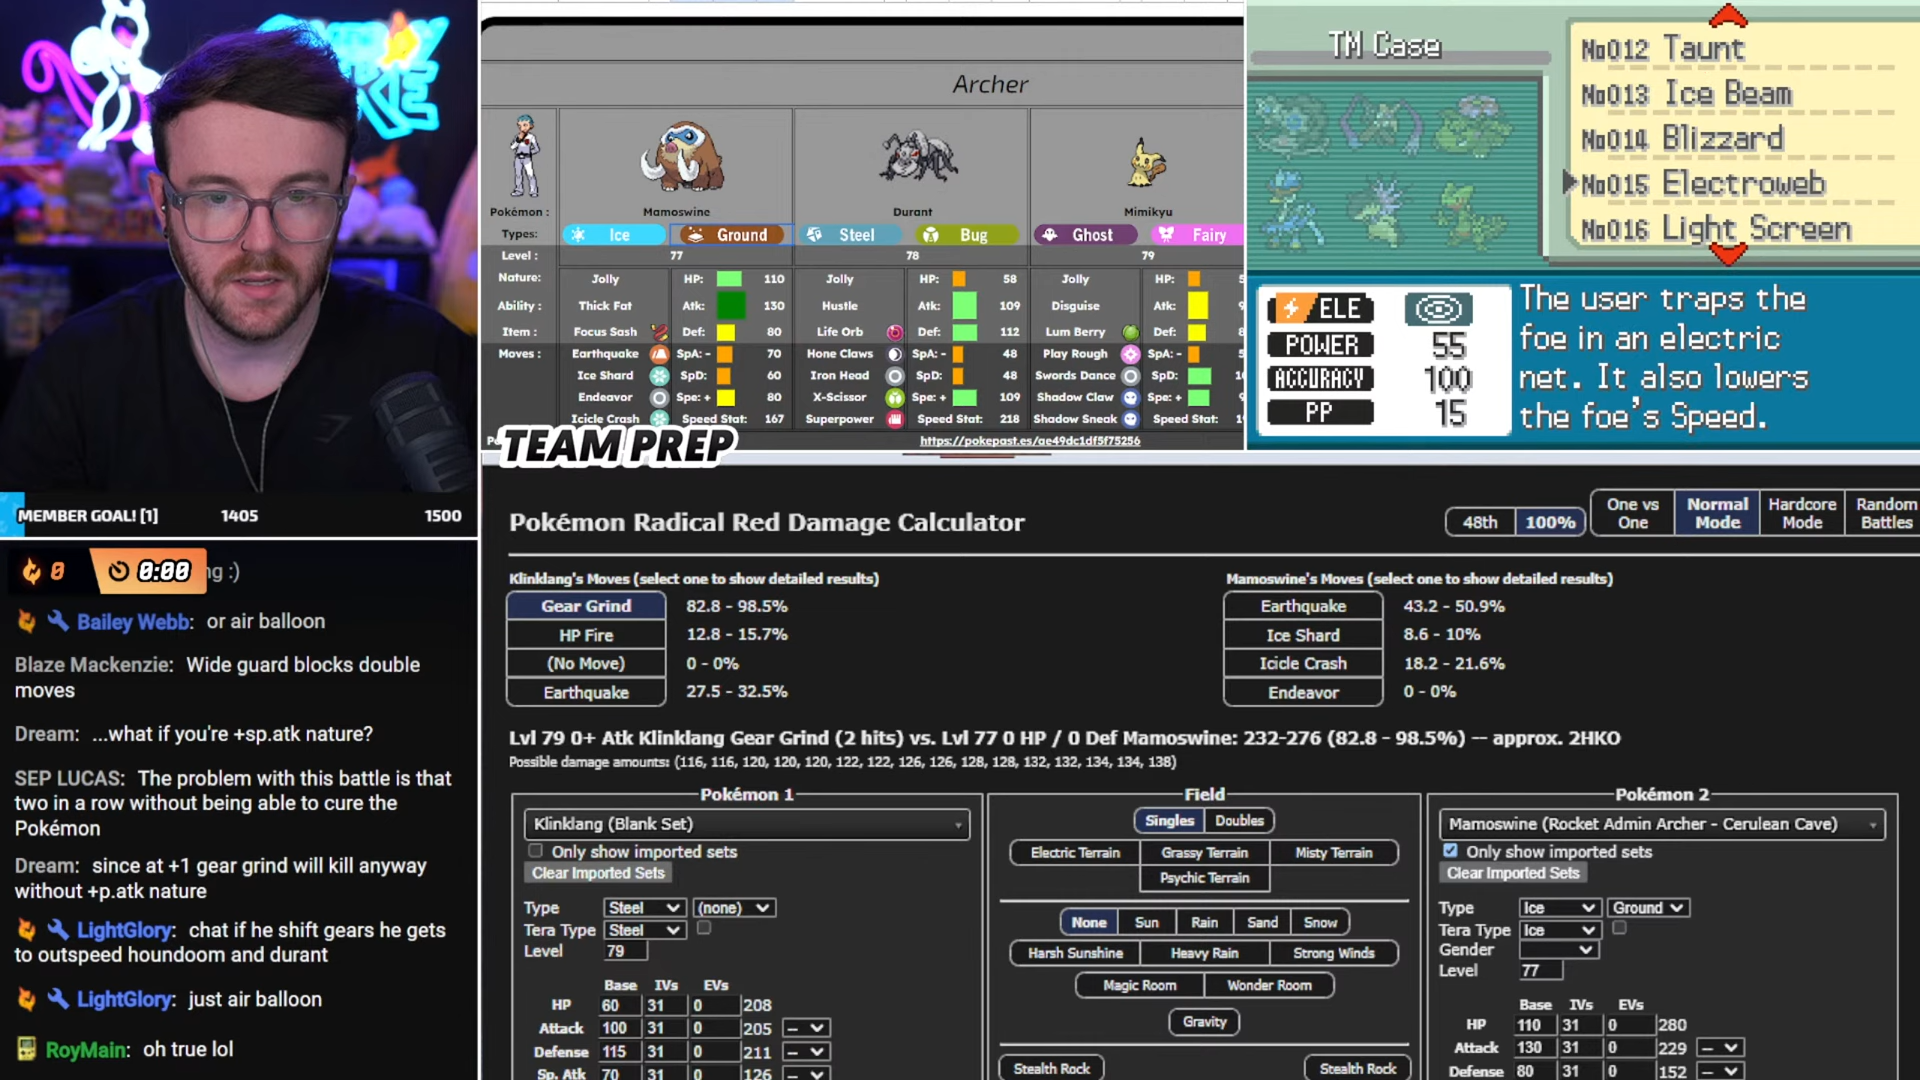 MEMBER GOAL! [1] 1405 1500
0 0:00 ng :)
Bailey Webb: or air balloon
Blaze Mackenzie: Wide guard blocks double
moves
Dream: ...what if you're +sp.atk nature?
SEP LUCAS: The problem with this battle is that
two in a row without being able to cure the
Pokémon
Dream: since at +1 gear grind will kill anyway
without +p.atk nature
LightGlory: chat if he shift gears he gets
to outspeed houndoom and durant
LightGlory: just air balloon
RoyMain: oh true lol
Archer
Pokémon : Mamoswine Durant Mimikyu
Types: Ice Ground Steel Bug Ghost Fairy
Level : 77 78 79
Nature: Jolly HP: 110 Jolly HP: 58 Jolly HP:
Ability : Thick Fat Atk: 130 Hustle Atk: 109 Disguise Atk:
Item : Focus Sash Def: 80 Life Orb Def: 112 Lum Berry Def:
Moves : Earthquake SpA: - 70 Hone Claws SpA: - 48 Play Rough SpA: -
Ice Shard SpD: 60 Iron Head SpD: 48 Swords Dance SpD:
Endeavor Spe: + 80 X-Scissor Spe: + 109 Shadow Claw Spe: +
Icicle Crash Speed Stat: 167 Superpower Speed Stat: 218 Shadow Sneak Speed Stat:
https://pokepast.es/ae49dc1df5f75256
TEAM PREP
TM Case
No012 Taunt
No013 Ice Beam
No014 Blizzard
No015 Electroweb
No016 Light Screen
ELE
POWER 55
ACCURACY 100
PP 15
The user traps the
foe in an electric
net. It also lowers
the foe's Speed.
Pokémon Radical Red Damage Calculator
48th 100% One vs One Normal Mode Hardcore Mode Random Battles
Klinklang's Moves (select one to show detailed results)
Gear Grind 82.8 - 98.5%
HP Fire 12.8 - 15.7%
(No Move) 0 - 0%
Earthquake 27.5 - 32.5%
Mamoswine's Moves (select one to show detailed results)
Earthquake 43.2 - 50.9%
Ice Shard 8.6 - 10%
Icicle Crash 18.2 - 21.6%
Endeavor 0 - 0%
Lvl 79 0+ Atk Klinklang Gear Grind (2 hits) vs. Lvl 77 0 HP / 0 Def Mamoswine: 232-276 (82.8 - 98.5%) -- approx. 2HKO
Possible damage amounts: (116, 116, 120, 120, 120, 122, 122, 126, 126, 128, 128, 132, 132, 134, 134, 138)
Pokémon 1
Klinklang (Blank Set)
Only show imported sets
Clear Imported Sets
Type Steel (none)
Tera Type Steel
Level 79
Base IVs EVs
HP 60 31 0 208
Attack 100 31 0 205 --
Defense 115 31 0 211 --
Sp. Atk 70 31 0 126 --
Field
Singles Doubles
Electric Terrain Grassy Terrain Misty Terrain
Psychic Terrain
None Sun Rain Sand Snow
Harsh Sunshine Heavy Rain Strong Winds
Magic Room Wonder Room
Gravity
Stealth Rock Stealth Rock
Pokémon 2
Mamoswine (Rocket Admin Archer - Cerulean Cave)
Only show imported sets
Clear Imported Sets
Type Ice Ground
Tera Type Ice
Gender
Level 77
Base IVs EVs
HP 110 31 0 280
Attack 130 31 0 229 --
Defense 80 31 0 152 --